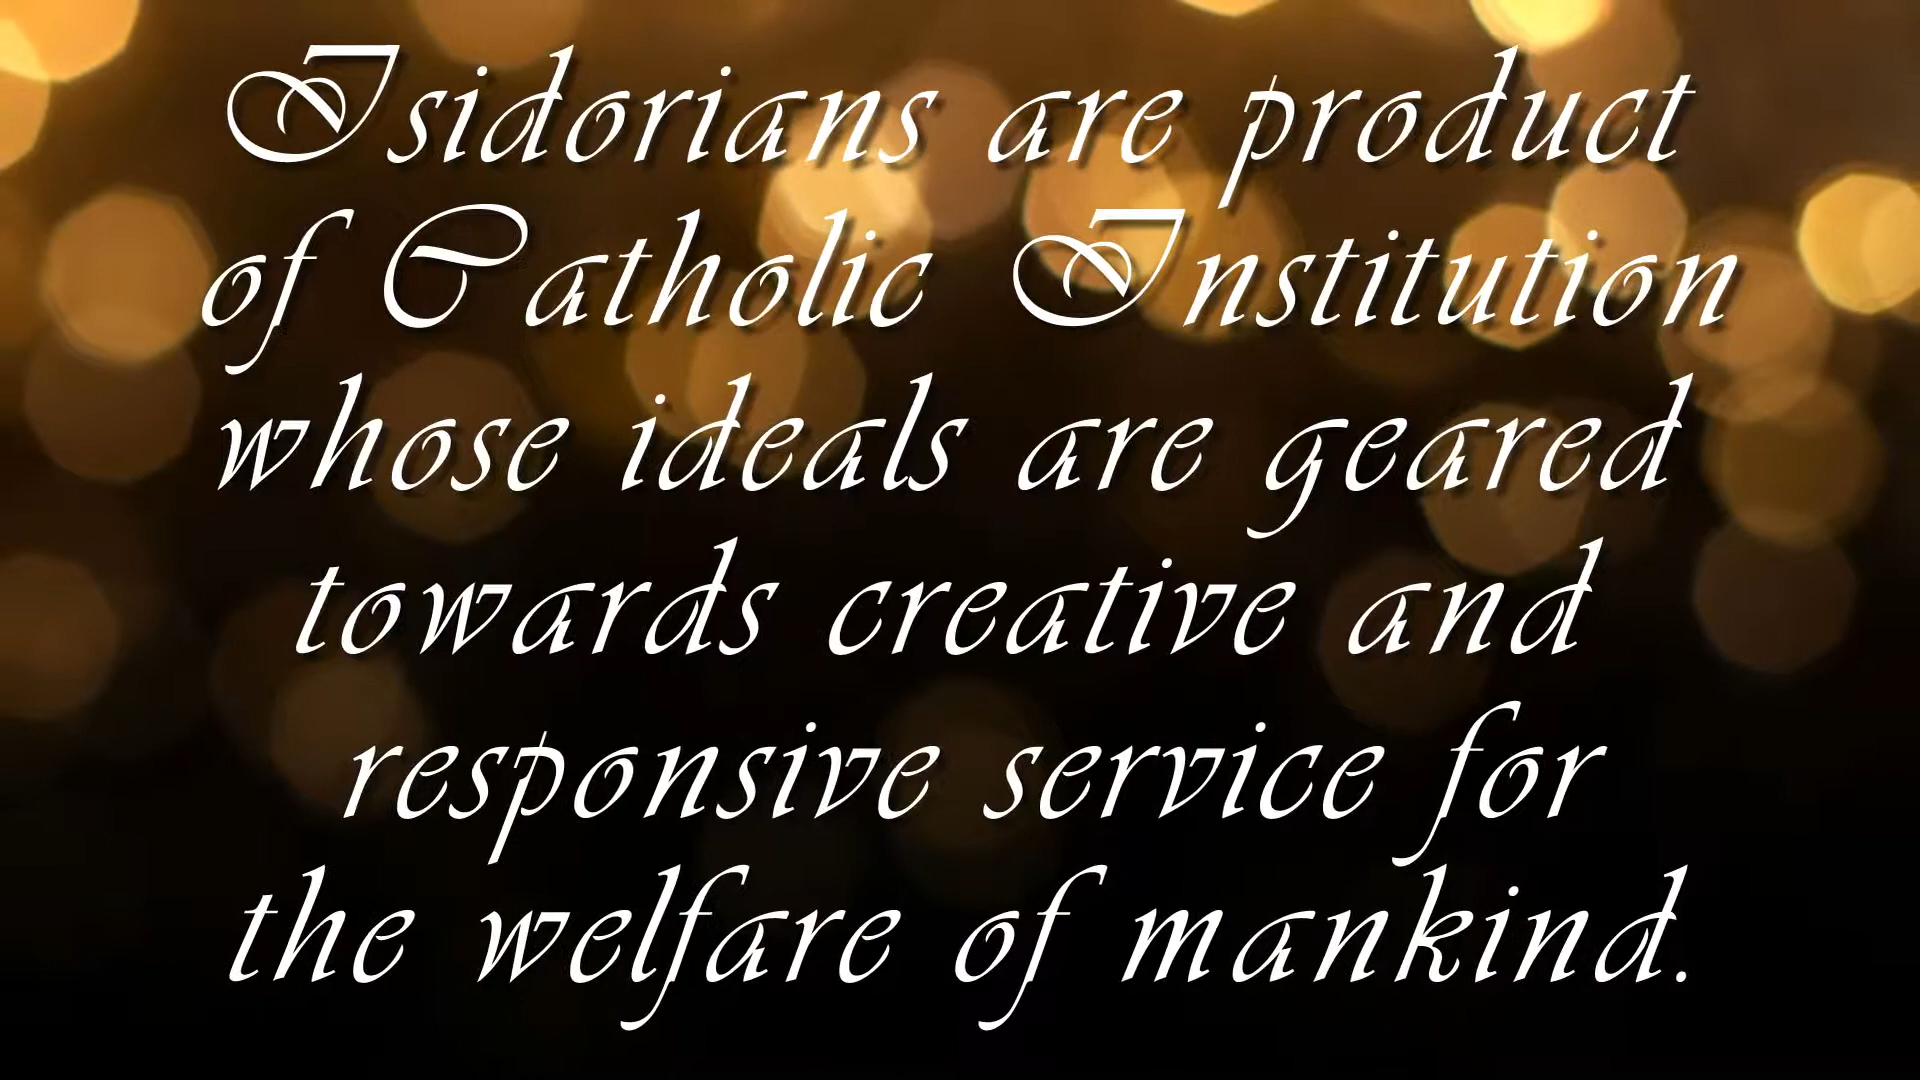 Isidorians are product
of Catholic Institution
whose ideals are geared
towards creative and
responsive service for
the welfare of mankind.